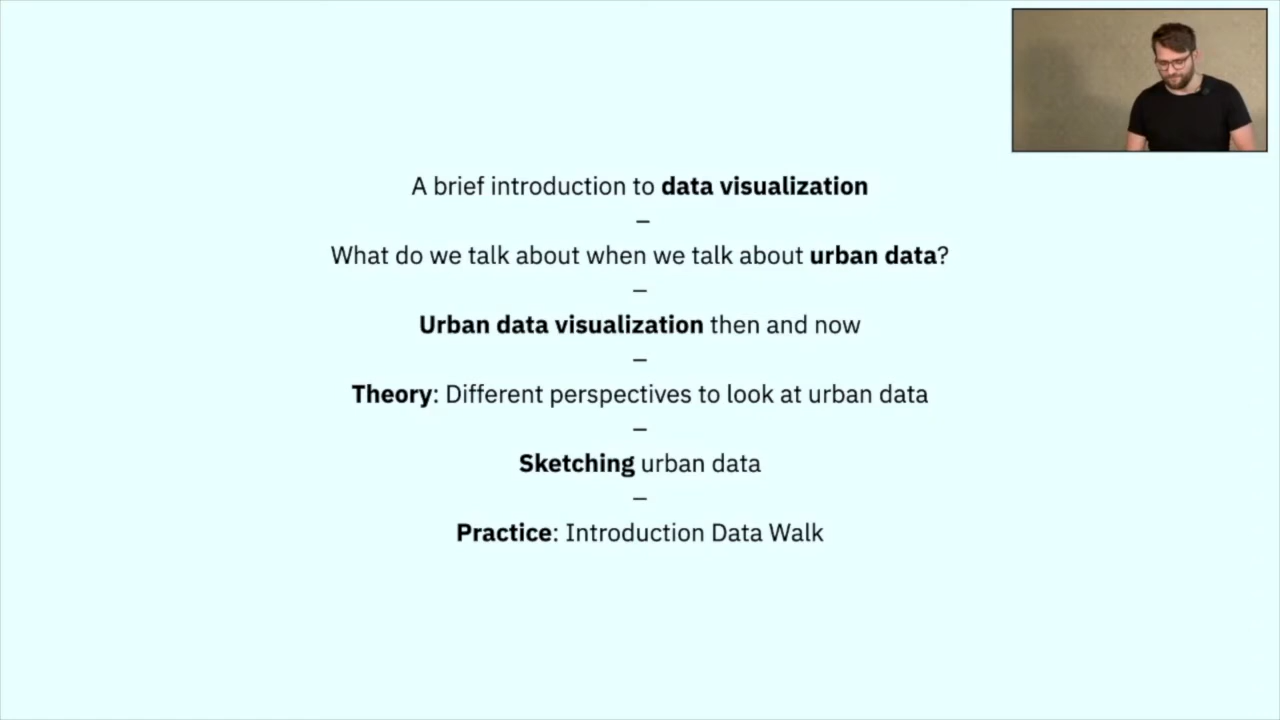 A brief introduction to data visualization
–
What do we talk about when we talk about urban data?
–
Urban data visualization then and now
–
Theory: Different perspectives to look at urban data
–
Sketching urban data
–
Practice: Introduction Data Walk